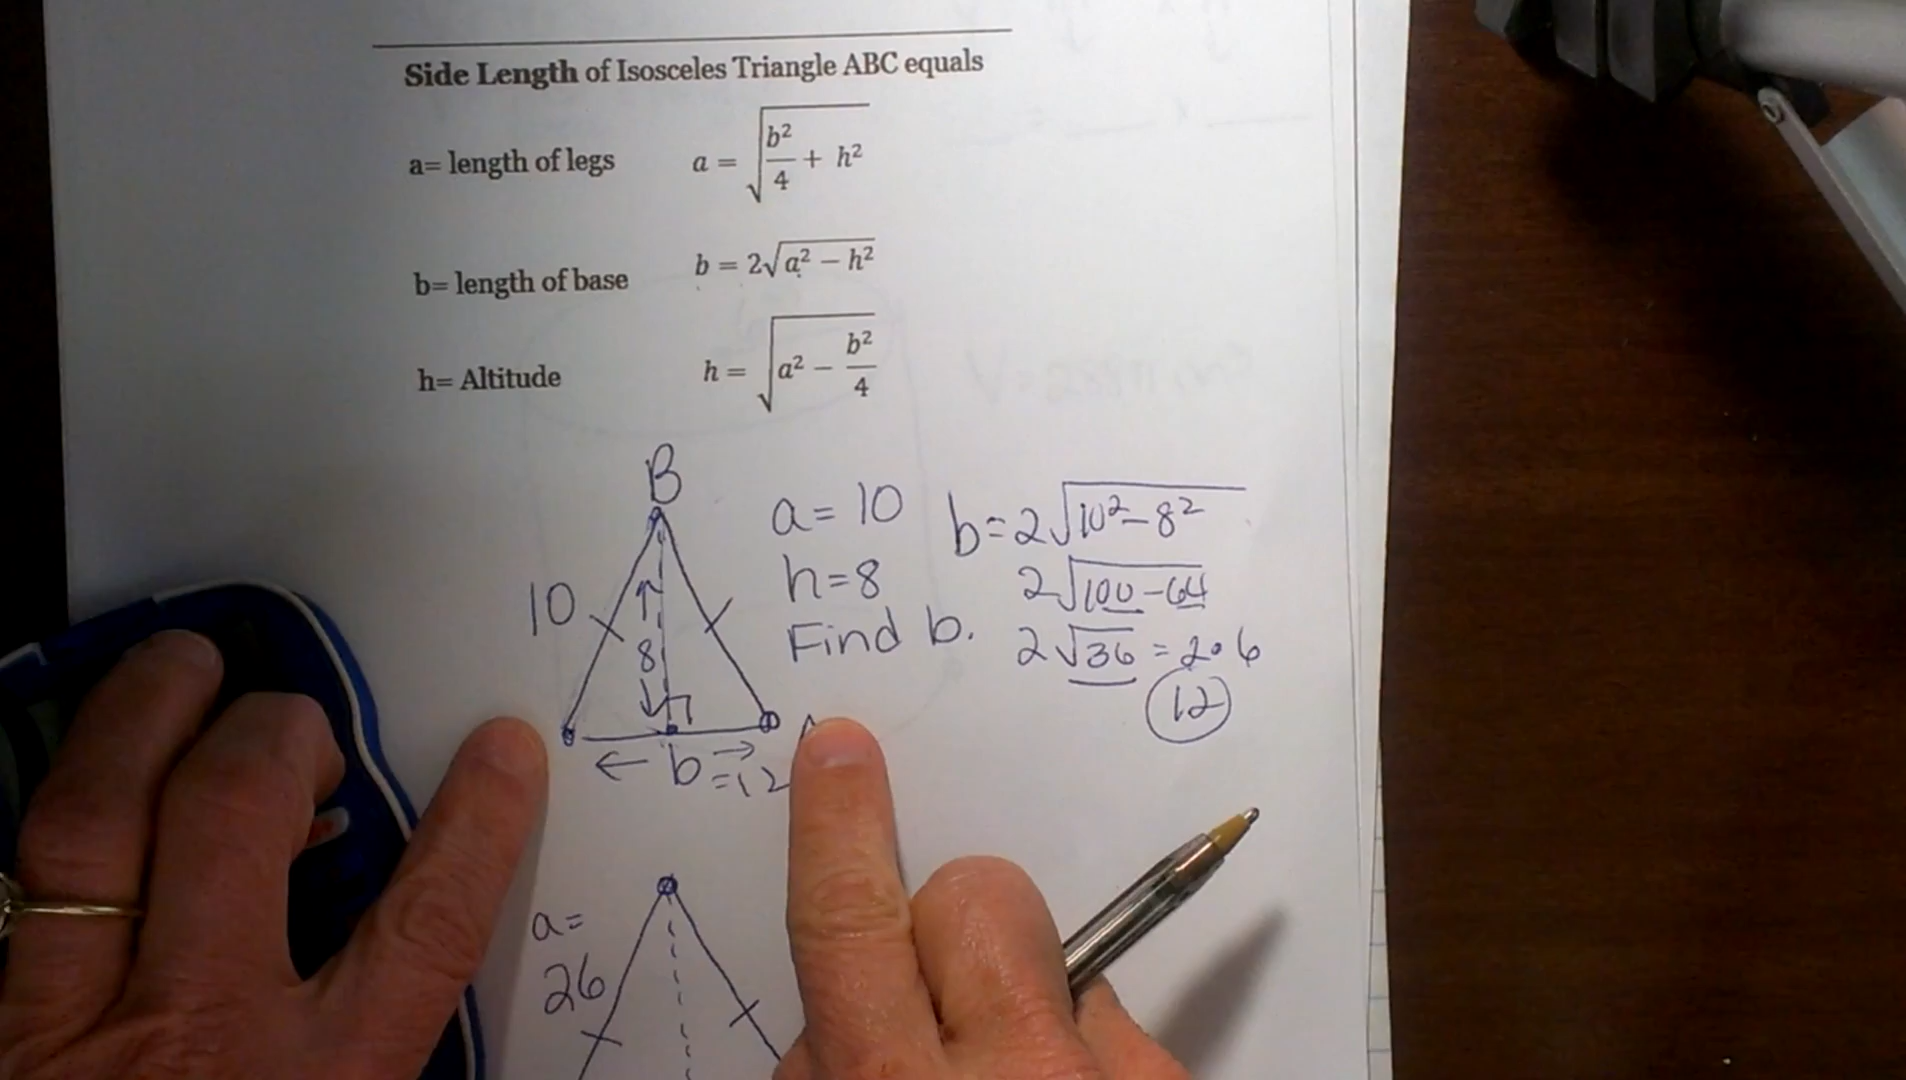 Side Length of Isosceles Triangle ABC equals
a= length of legs a = √(b²/4 + h²)
b= length of base b = 2√(a² − h²)
h= Altitude h = √(a² − b²/4)
B
10
8
b = 12
a = 10
h = 8
Find b.
b = 2√(10² − 8²)
2√(100 − 64)
2√36 = 2 • 6
12
a =
26